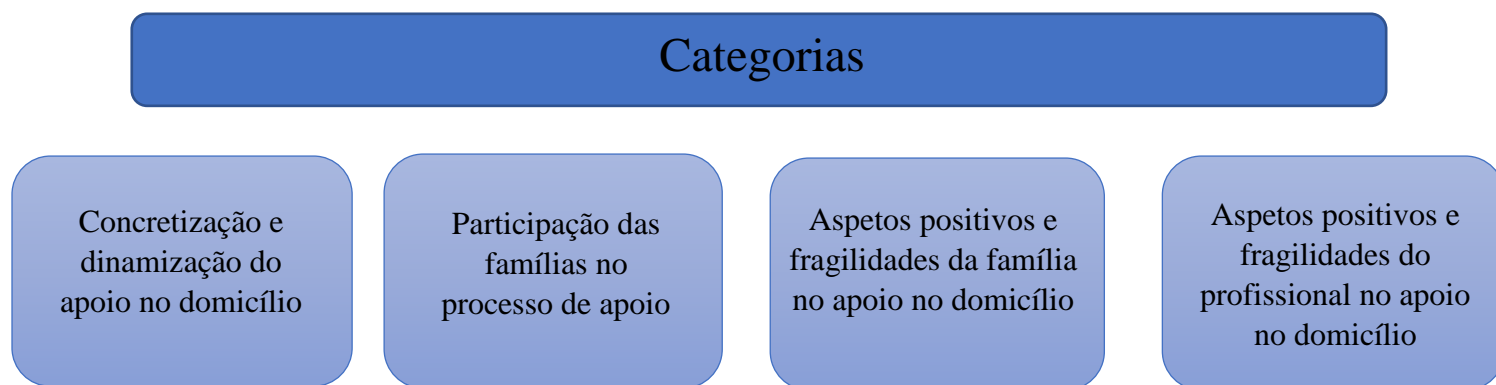 Categorias
Concretização e
dinamização do
apoio no domicílio
Participação das
famílias no
processo de apoio
Aspetos positivos e
fragilidades da família
no apoio no domicílio
Aspetos positivos e
fragilidades do
profissional no apoio
no domicílio